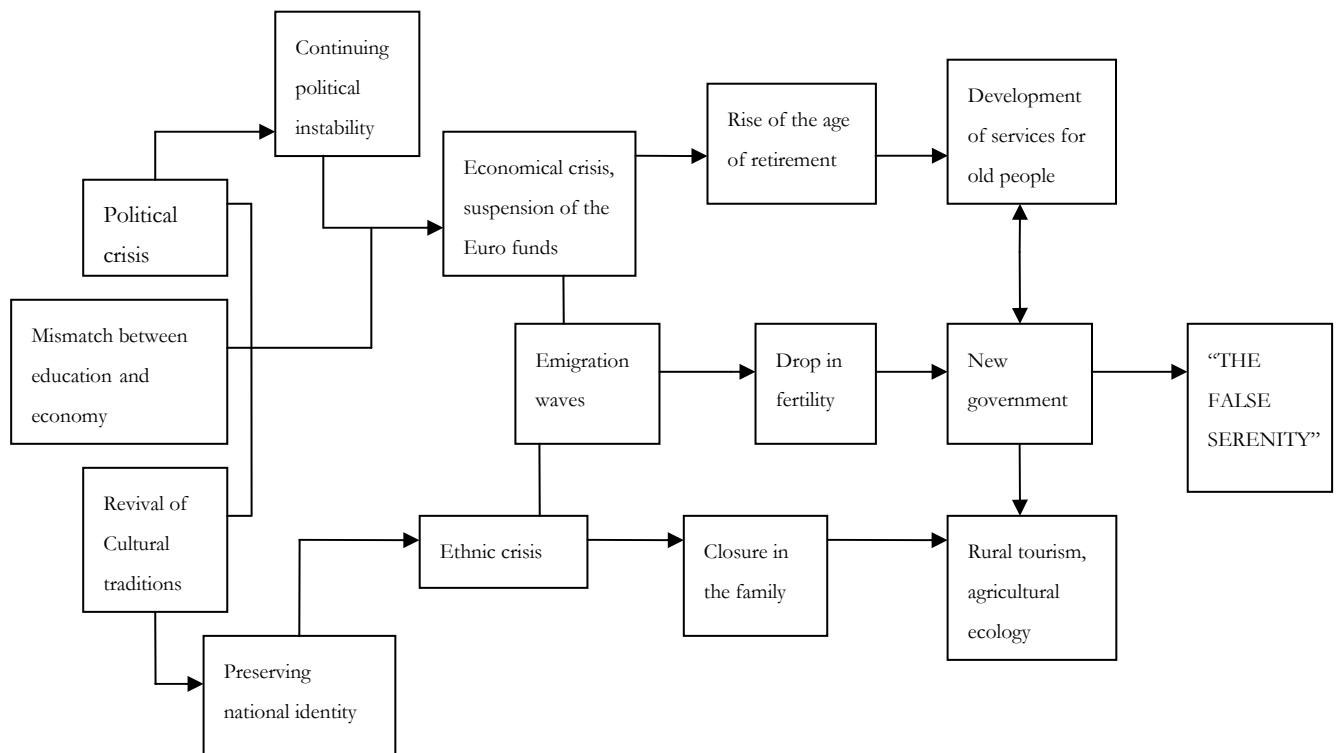 Continuing
political
instability
Political
crisis
Mismatch between
education and
economy
Revival of
Cultural
traditions
Preserving
national identity
Economical crisis,
suspension of the
Euro funds
Emigration
waves
Ethnic crisis
Rise of the age
of retirement
Drop in
fertility
Closure in
the family
Development
of services for
old people
New
government
Rural tourism,
agricultural
ecology
“THE
FALSE
SERENITY”